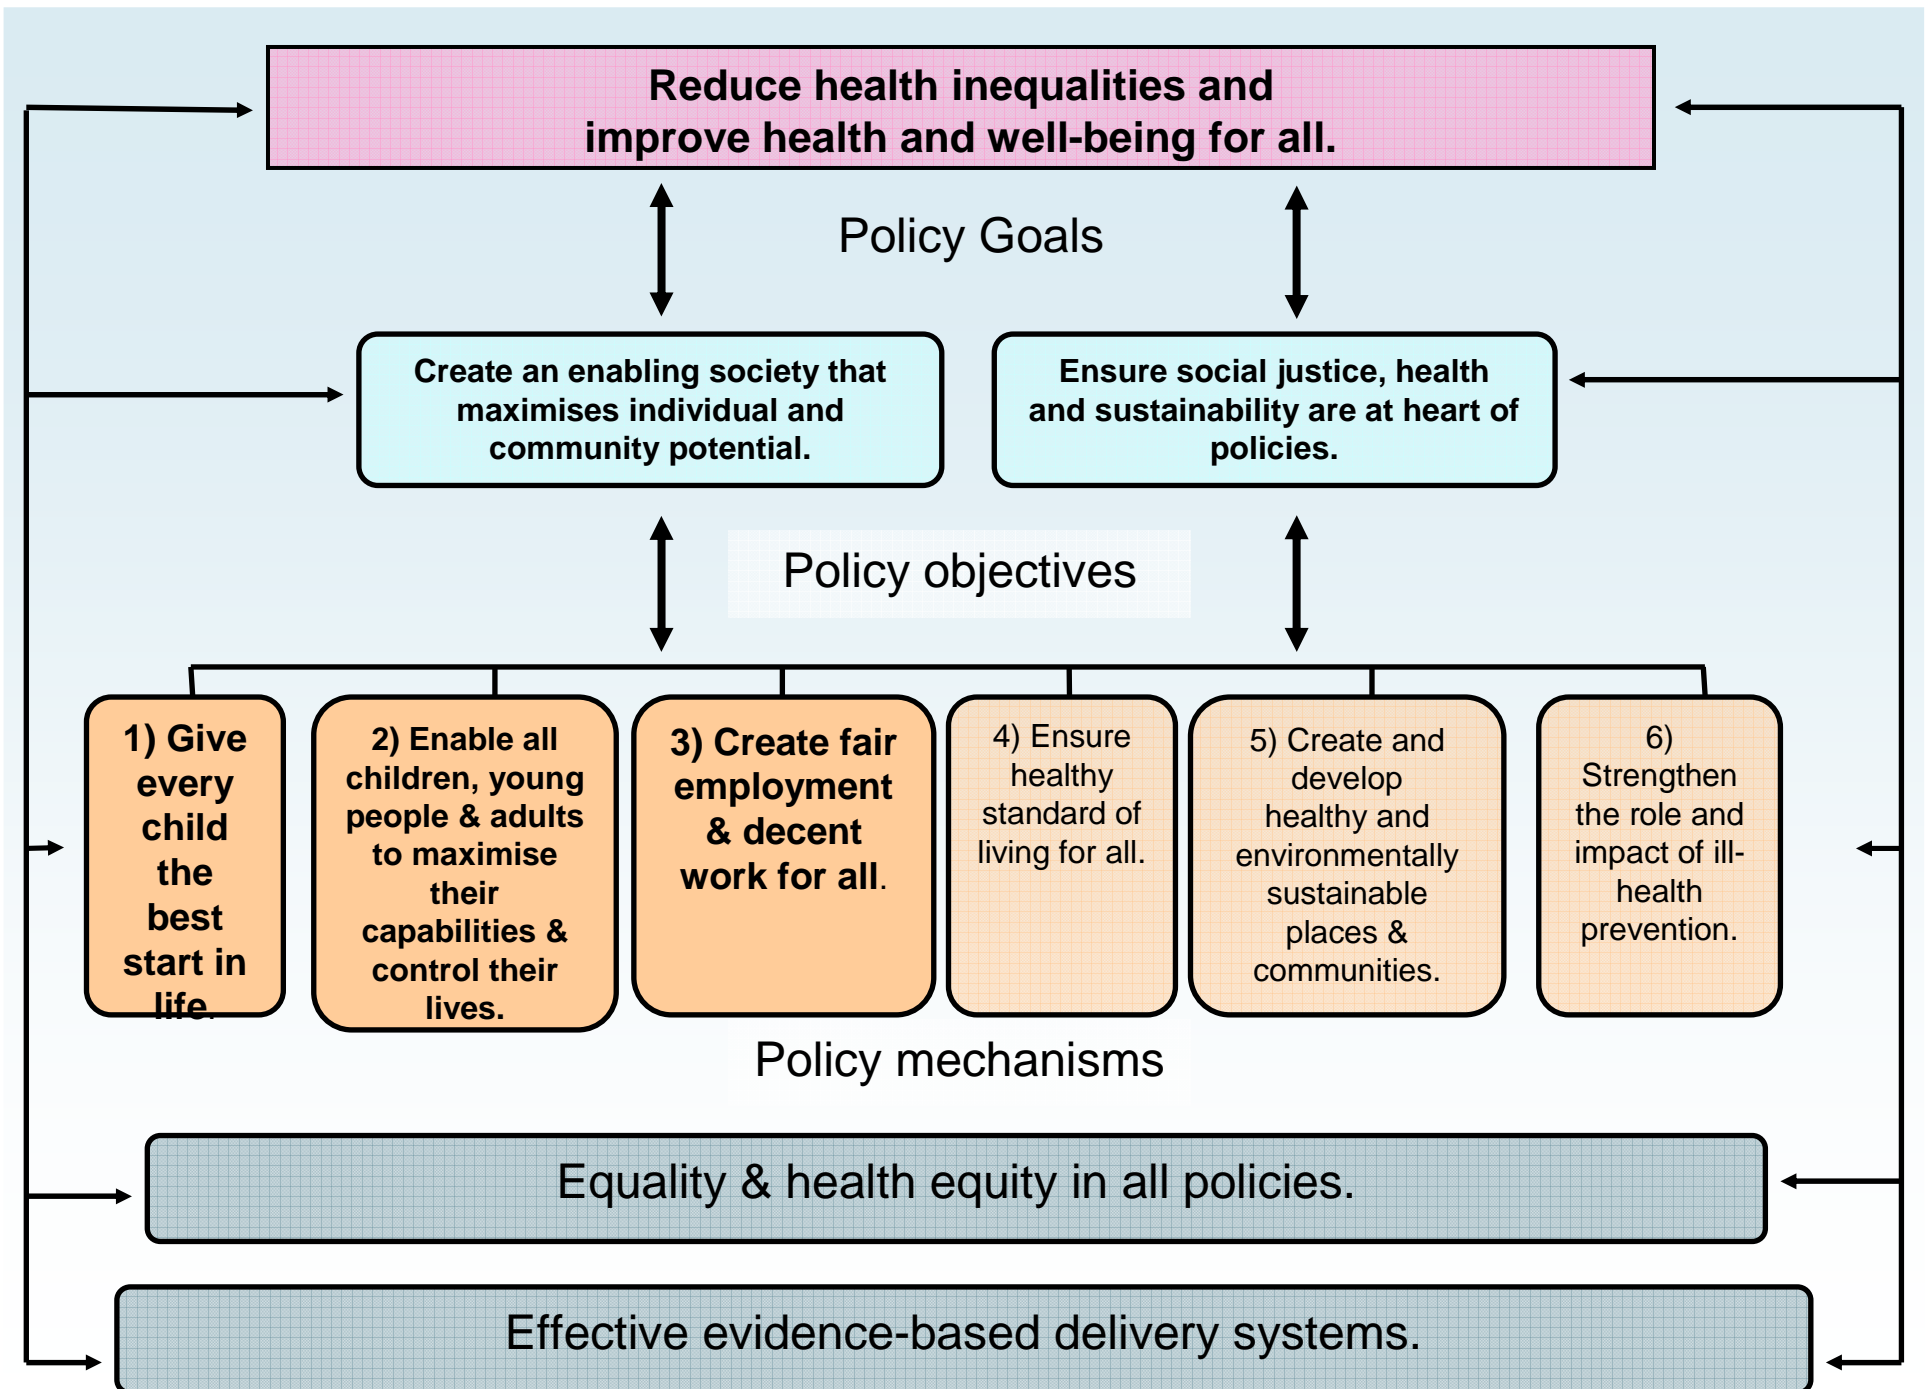 Reduce health inequalities and
improve health and well-being for all.
Policy Goals
Create an enabling society that
maximises individual and
community potential.
Ensure social justice, health
and sustainability are at heart of
policies.
Policy objectives
1) Give
every
child
the
best
start in
life.
2) Enable all
children, young
people & adults
to maximise
their
capabilities &
control their
lives.
3) Create fair
employment
& decent
work for all.
4) Ensure
healthy
standard of
living for all.
5) Create and
develop
healthy and
environmentally
sustainable
places &
communities.
6)
Strengthen
the role and
impact of ill-
health
prevention.
Policy mechanisms
Equality & health equity in all policies.
Effective evidence-based delivery systems.